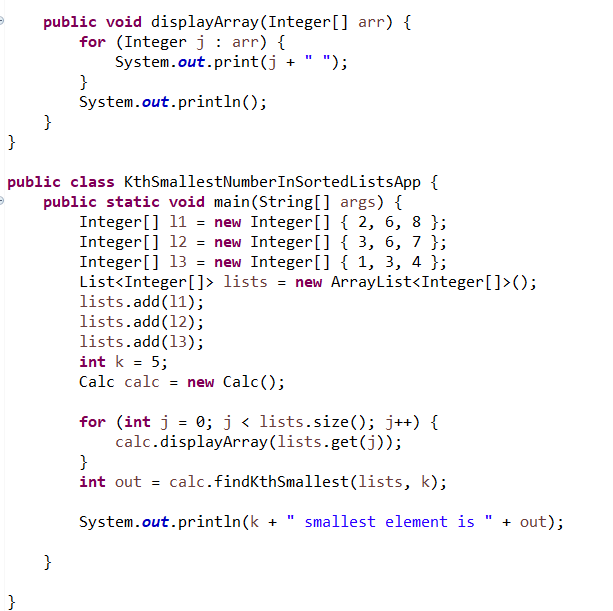 public void displayArray(Integer[] arr) {
for (Integer j : arr) {
System.out.print(j + " ");
}
System.out.println();
}
}
public class KthSmallestNumberInSortedListsApp {
public static void main(String[] args) {
Integer[] l1 = new Integer[] { 2, 6, 8 };
Integer[] l2 = new Integer[] { 3, 6, 7 };
Integer[] l3 = new Integer[] { 1, 3, 4 };
List<Integer[]> lists = new ArrayList<Integer[]>();
lists.add(l1);
lists.add(l2);
lists.add(l3);
int k = 5;
Calc calc = new Calc();
for (int j = 0; j < lists.size(); j++) {
calc.displayArray(lists.get(j));
}
int out = calc.findKthSmallest(lists, k);
System.out.println(k + " smallest element is " + out);
}
}